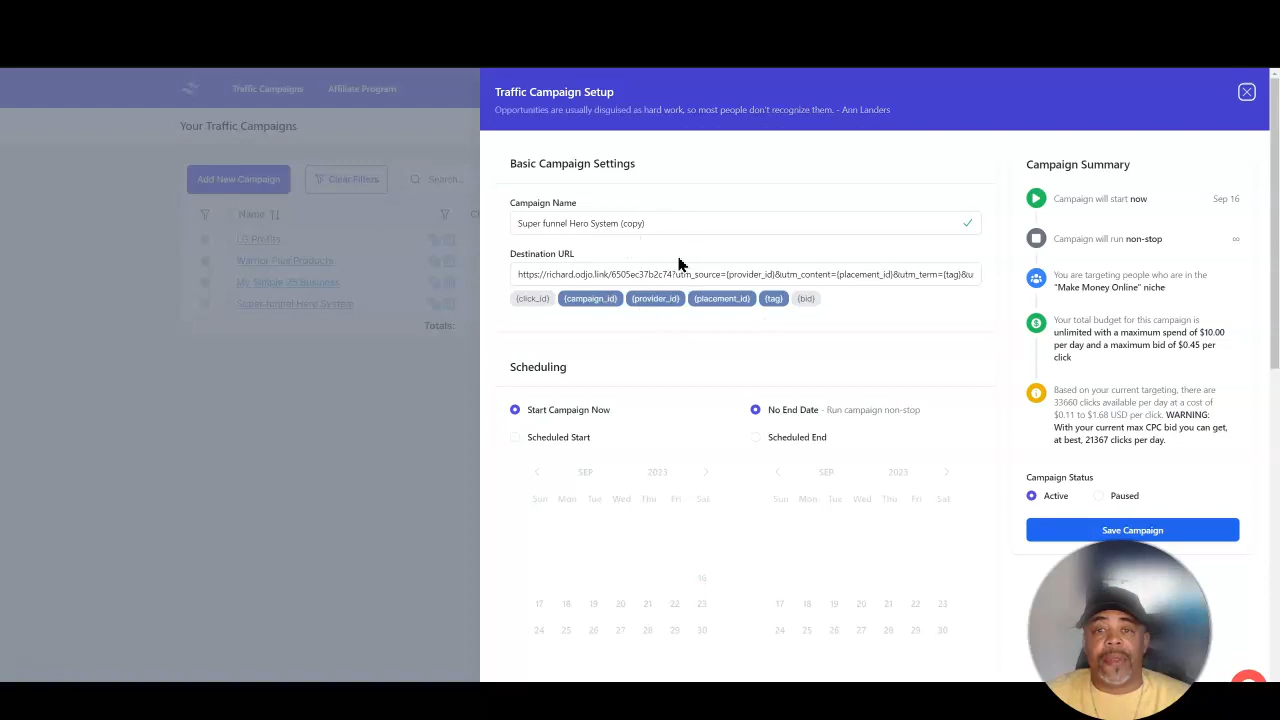 Traffic Campaigns Affiliate Program
Your Traffic Campaigns
Add New Campaign Clear Filters Search...
Name
LG Profits
Warrior Plus Products
My Simple 25 Business
Super funnel Hero System
Totals:
Traffic Campaign Setup
Opportunities are usually disguised as hard work, so most people don't recognize them. - Ann Landers
Basic Campaign Settings
Campaign Name
Super funnel Hero System (copy)
Destination URL
https://richard.odjo.link/6505ec37b2c74?utm_source={provider_id}&utm_content={placement_id}&utm_term={tag}&u
{click_id} {campaign_id} {provider_id} {placement_id} {tag} {bid}
Scheduling
Start Campaign Now
Scheduled Start
No End Date - Run campaign non-stop
Scheduled End
SEP 2023
Sun Mon Tue Wed Thu Fri Sat
16
17 18 19 20 21 22 23
24 25 26 27 28 29 30
SEP 2023
Sun Mon Tue Wed Thu Fri Sat
17 18 19 20 21 22 23
24 25 26 27 28 29 30
Campaign Summary
Campaign will start now Sep 16
Campaign will run non-stop ∞
You are targeting people who are in the
"Make Money Online" niche
Your total budget for this campaign is
unlimited with a maximum spend of $10.00
per day and a maximum bid of $0.45 per
click
Based on your current targeting, there are
33660 clicks available per day at a cost of
$0.11 to $1.68 USD per click. WARNING:
With your current max CPC bid you can get,
at best, 21367 clicks per day.
Campaign Status
Active Paused
Save Campaign